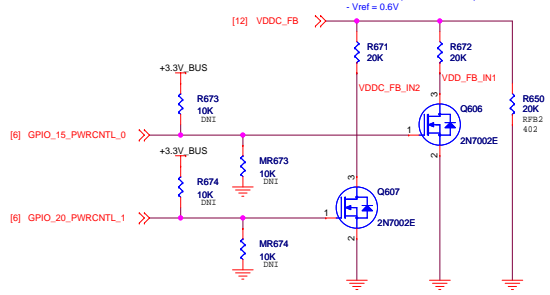 - Vref = 0.6V
[12] VDDC_FB
R671
20K
R672
20K
+3.3V_BUS
VDDC_FB_IN2
VDD_FB_IN1
R673
10K
DNI
3
Q606
R650
20K
RFB2
402
[6] GPIO_15_PWRCNTL_0
1
2N7002E
+3.3V_BUS
2
MR673
10K
DNI
R674
10K
DNI
3
Q607
[6] GPIO_20_PWRCNTL_1
1
2N7002E
2
MR674
10K
DNI